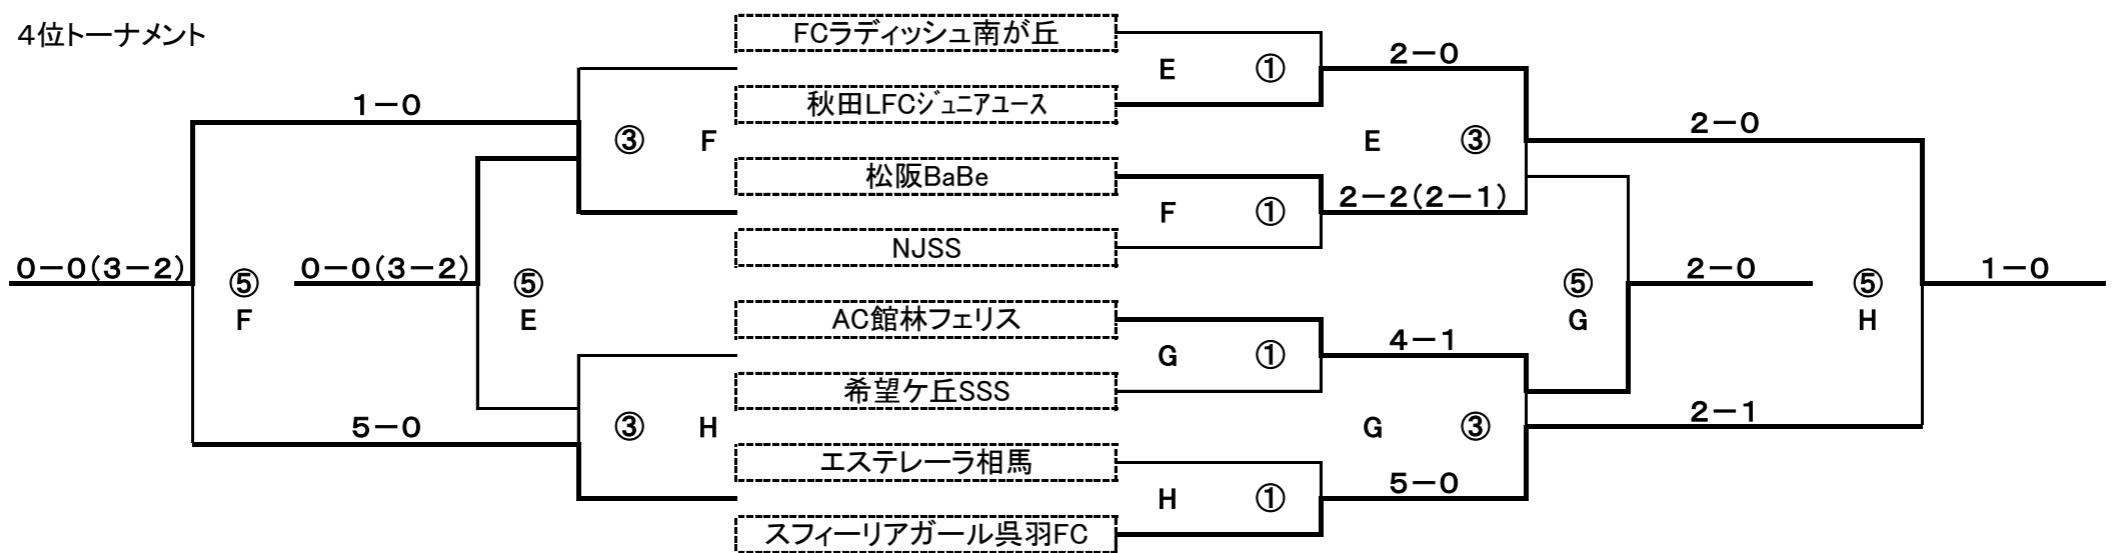 4位トーナメント
FCラディッシュ南が丘
E ① 2-0
1-0
秋田LFCジュニアユース
③ F
E ③
2-0
松阪BaBe
F ① 2-2(2-1)
NJSS
0-0(3-2) ⑤ 0-0(3-2) ⑤
⑤ 2-0 ⑤ 1-0
F E
AC館林フェリス
G H
G ① 4-1
希望ケ丘SSS
2-1
5-0
③ H
G ③
エステレーラ相馬
H ① 5-0
スフィーリアガール呉羽FC